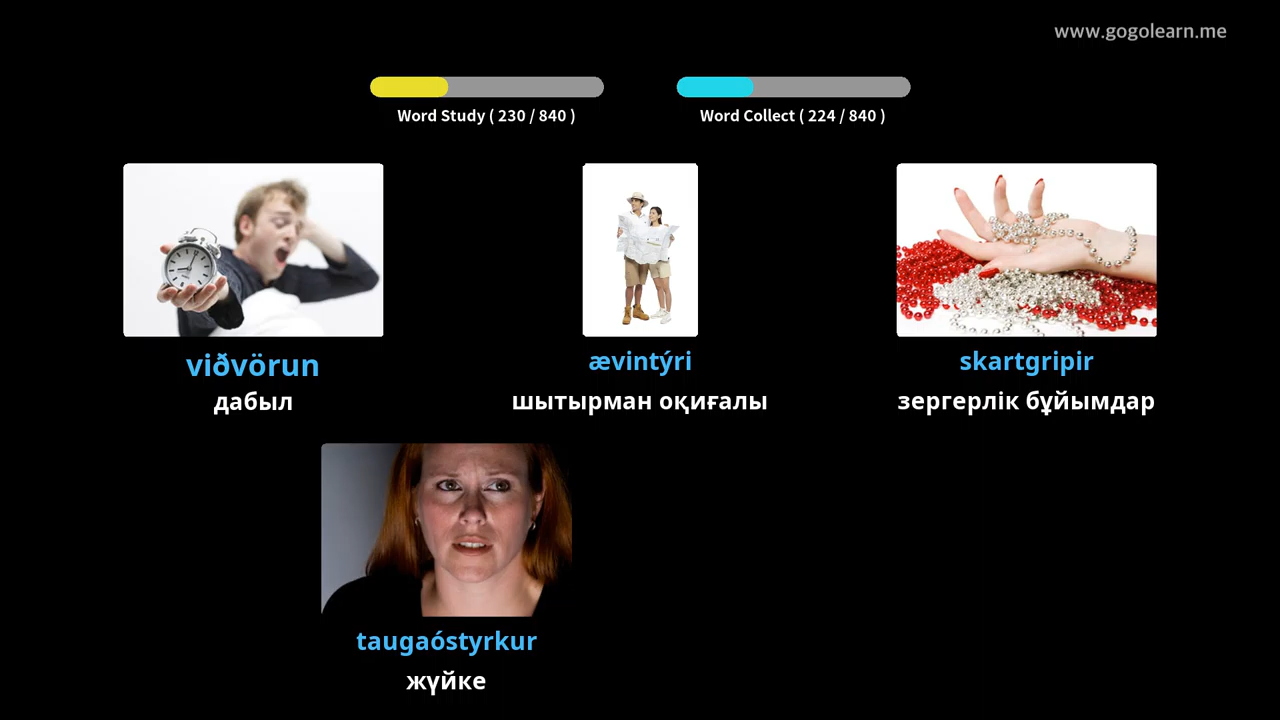 www.gogolearn.me
Word Study ( 230 / 840 )
Word Collect ( 224 / 840 )
viðvörun
дабыл
ævintýri
шытырман оқиғалы
skartgripir
зергерлік бұйымдар
taugaóstyrkur
жүйке